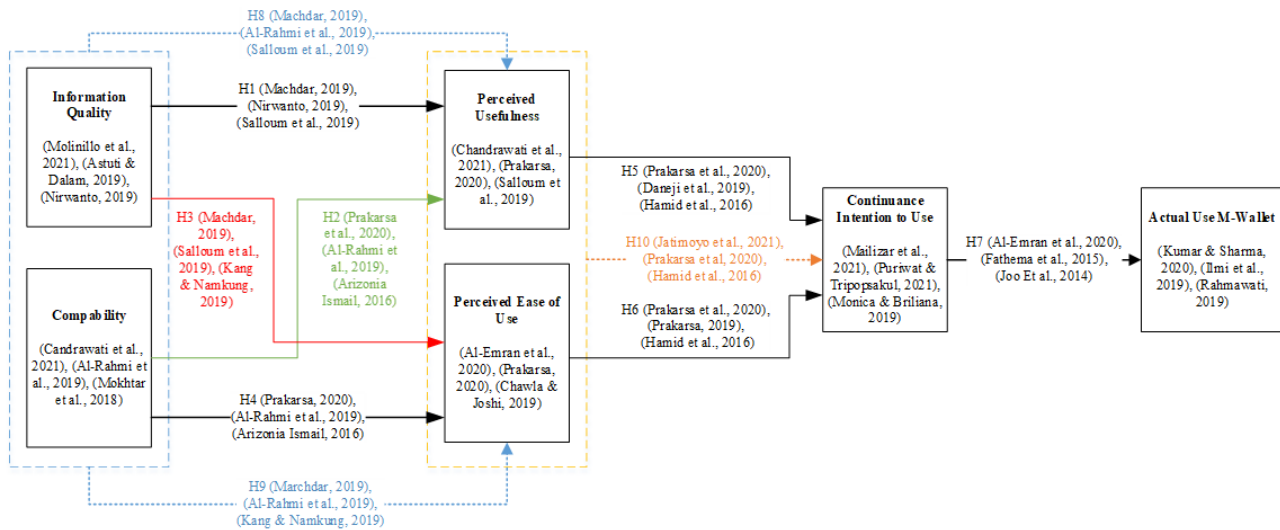 H8 (Machdar, 2019),
(Al-Rahmi et al., 2019),
(Salloum et al., 2019)
Information
Quality
(Molinillo et al.,
2021), (Astuti &
Dalam, 2019),
(Nirwanto, 2019)
H1 (Machdar, 2019),
(Nirwanto, 2019),
(Salloum et al., 2019)
Perceived
Usefulness
(Chandrawati et al.,
2021), (Prakarsa,
2020), (Salloum et
al., 2019)
H3 (Machdar,
2019),
(Salloum et al.,
2019), (Kang
& Namkung,
2019)
H2 (Prakarsa
et al., 2020),
(Al-Rahmi et
al., 2019),
(Arizonia
Ismail, 2016)
H5 (Prakarsa et al., 2020),
(Daneji et al., 2019),
(Hamid et al., 2016)
H10 (Jatimoyo et al., 2021),
(Prakarsa et al, 2020),
(Hamid et al., 2016)
H6 (Prakarsa et al., 2020),
(Prakarsa, 2019),
(Hamid et al., 2016)
Continuance
Intention to Use
(Mailizar et al.,
2021), (Puriwat &
Tripopsakul, 2021),
(Monica & Briliana,
2019)
H7 (Al-Emran et al., 2020),
(Fathema et al., 2015),
(Joo Et al., 2014)
Actual Use M-Wallet
(Kumar & Sharma,
2020), (Ilmi et al.,
2019), (Rahmawati,
2019)
Compability
(Candrawati et al.,
2021), (Al-Rahmi et
al., 2019), (Mokhtar
et al., 2018)
H4 (Prakarsa, 2020),
(Al-Rahmi et al., 2019),
(Arizonia Ismail, 2016)
Perceived Ease of
Use
(Al-Emran et al.,
2020), (Prakarsa,
2020), (Chawla &
Joshi, 2019)
H9 (Marchdar, 2019),
(Al-Rahmi et al., 2019),
(Kang & Namkung, 2019)